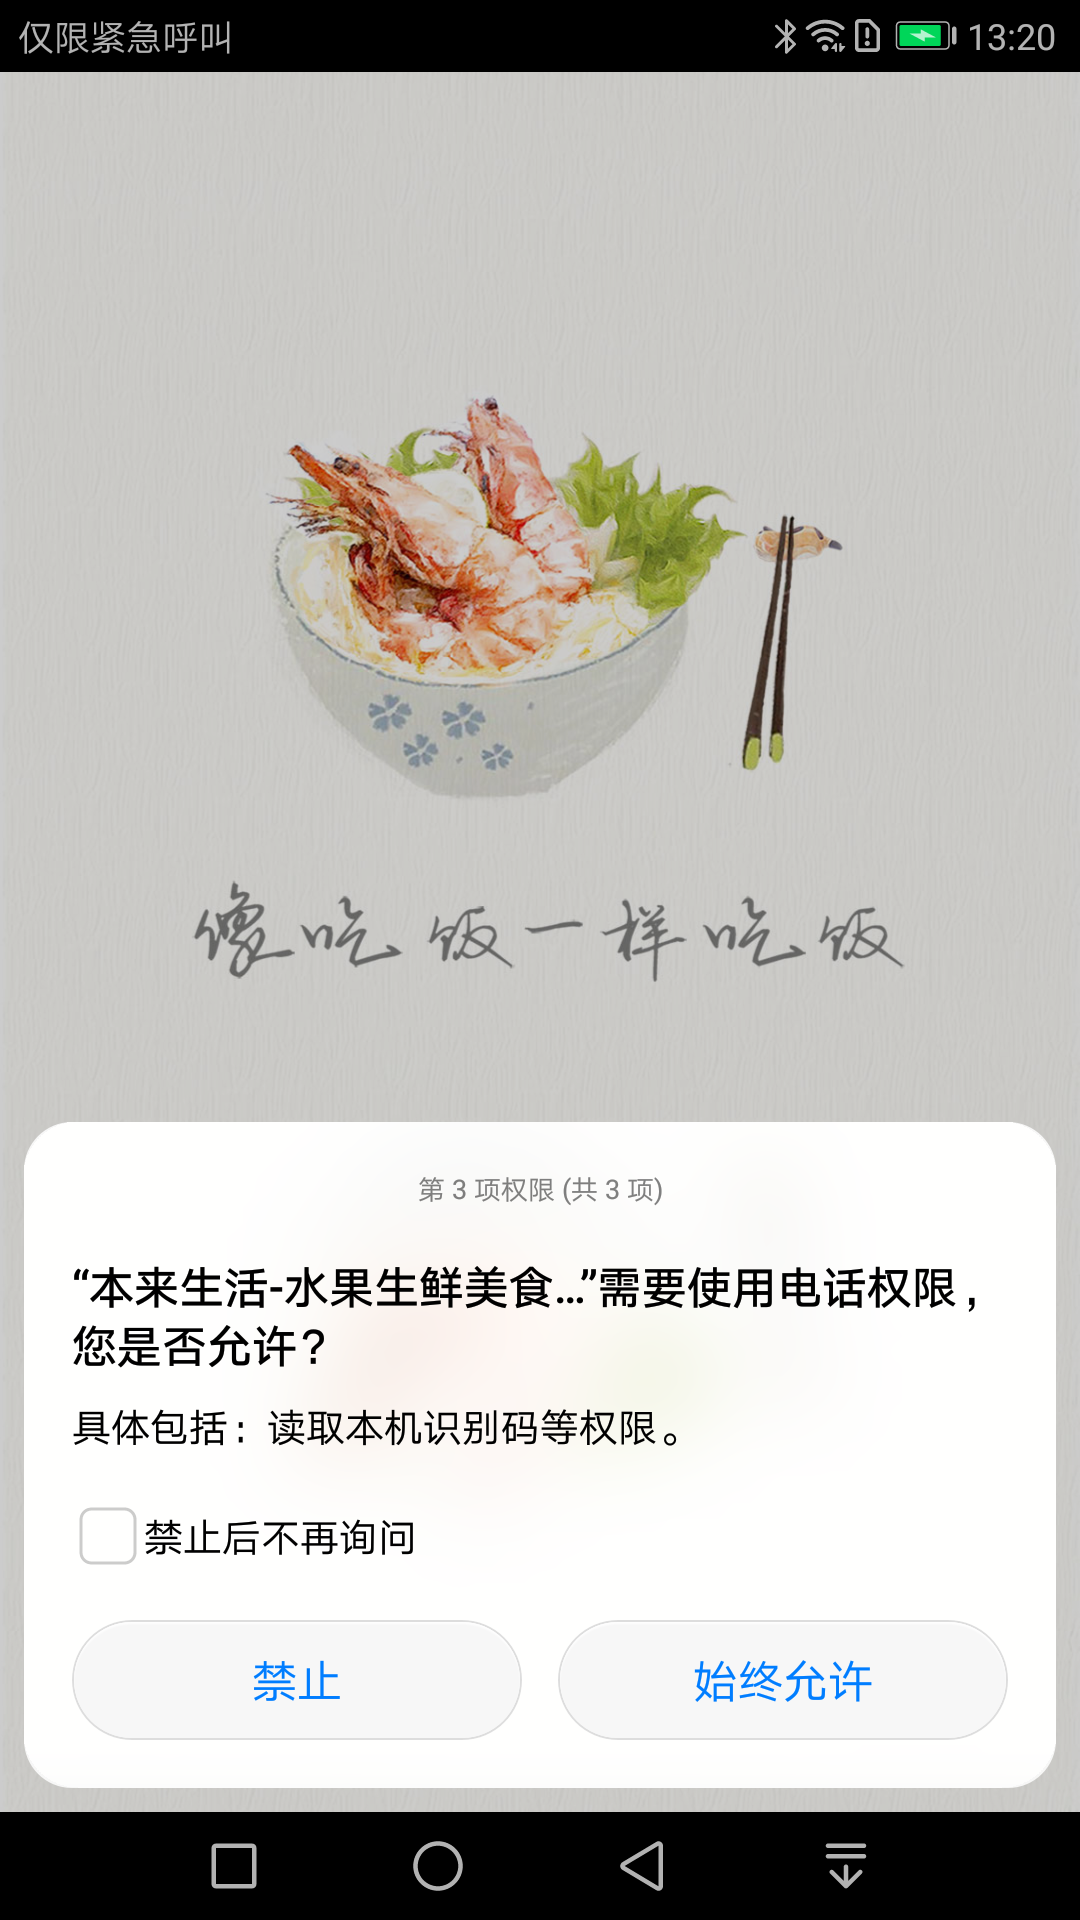 仅限紧急呼叫
13:20
像吃饭一样吃饭
第 3 项权限 (共 3 项)
“本来生活-水果生鲜美食...”需要使用电话权限，
您是否允许？
具体包括：读取本机识别码等权限。
禁止后不再询问
禁止
始终允许